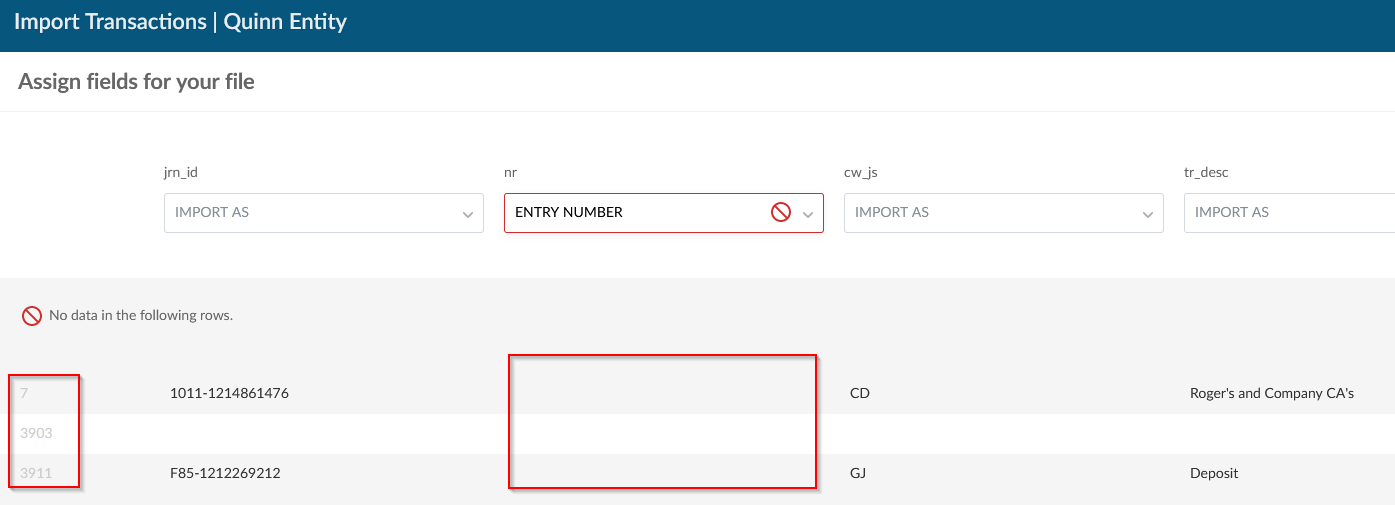 Import Transactions | Quinn Entity
Assign fields for your file
jrn_id nr cw_js tr_desc
IMPORT AS ENTRY NUMBER IMPORT AS IMPORT AS
No data in the following rows.
7 1011-1214861476 CD Roger's and Company CA's
3903
3911 F85-1212269212 GJ Deposit